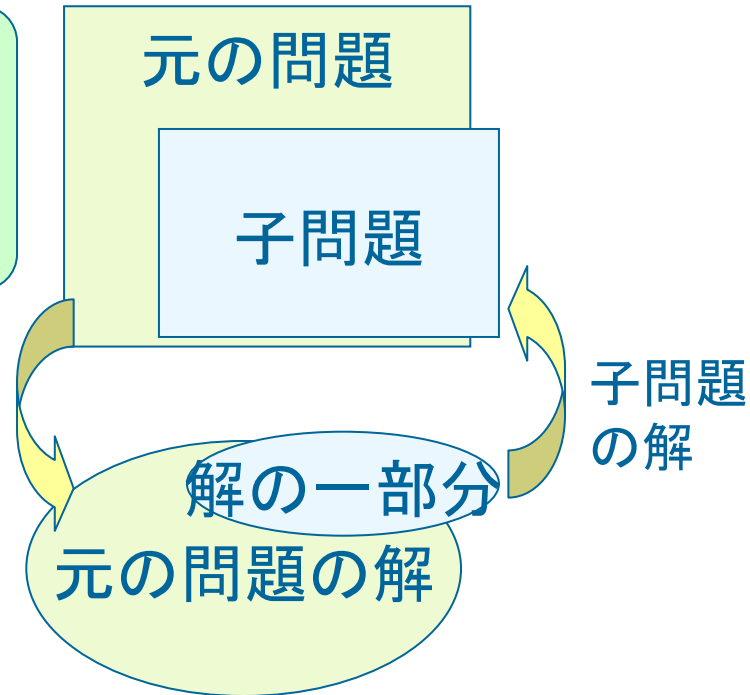 元の問題
子問題
子問題
の解
解の一部分
元の問題の解